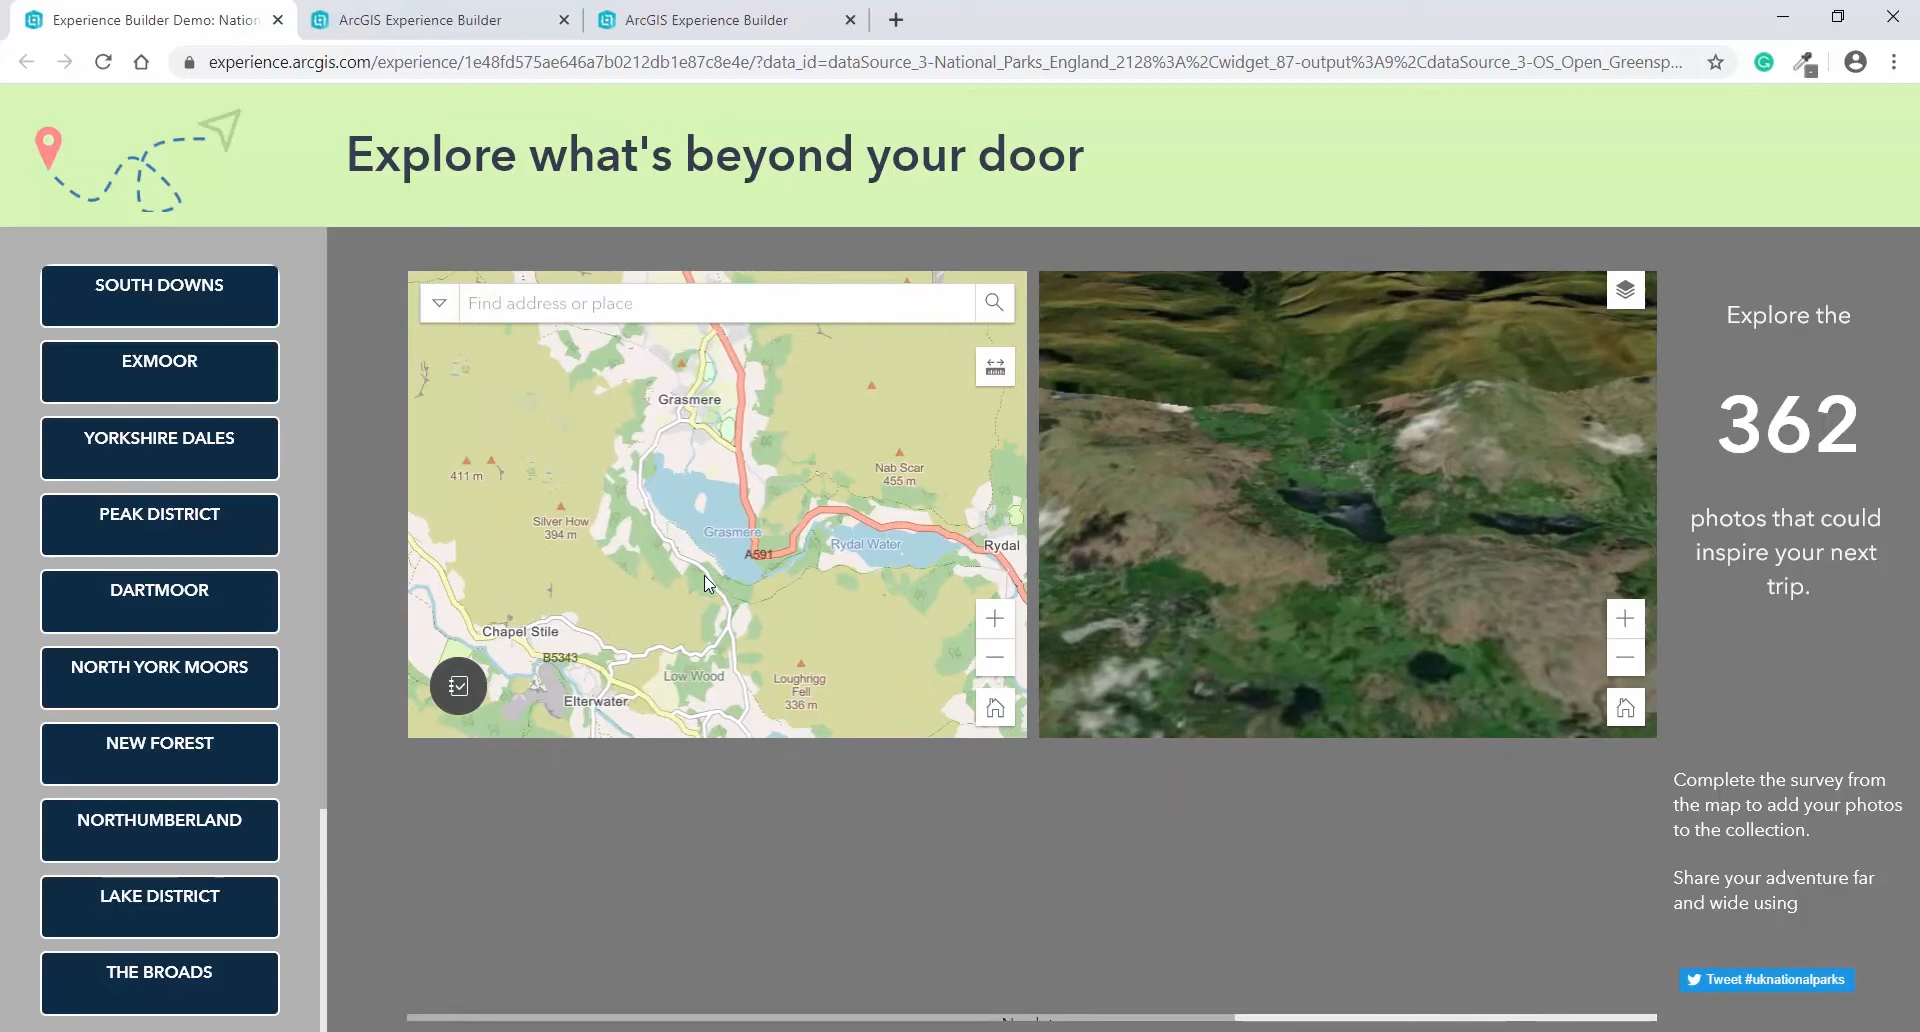 Experience Builder Demo: Nation
ArcGIS Experience Builder
ArcGIS Experience Builder
experience.arcgis.com/experience/1e48fd575ae646a7b0212db1e87c8e4e/?data_id=dataSource_3-National_Parks_England_2128%3A%2Cwidget_87-output%3A9%2CdataSource_3-OS_Open_Greensp...
Explore what's beyond your door
SOUTH DOWNS
EXMOOR
YORKSHIRE DALES
PEAK DISTRICT
DARTMOOR
NORTH YORK MOORS
NEW FOREST
NORTHUMBERLAND
LAKE DISTRICT
THE BROADS
Find address or place
Grasmere
411 m
Nab Scar
455 m
Silver How
394 m
Grasmere
A591
Rydal Water
Rydal
Chapel Stile
B5343
Low Wood
Elterwater
Loughrigg
Fell
336 m
Explore the
362
photos that could
inspire your next
trip.
Complete the survey from
the map to add your photos
to the collection.
Share your adventure far
and wide using
Tweet #uknationalparks